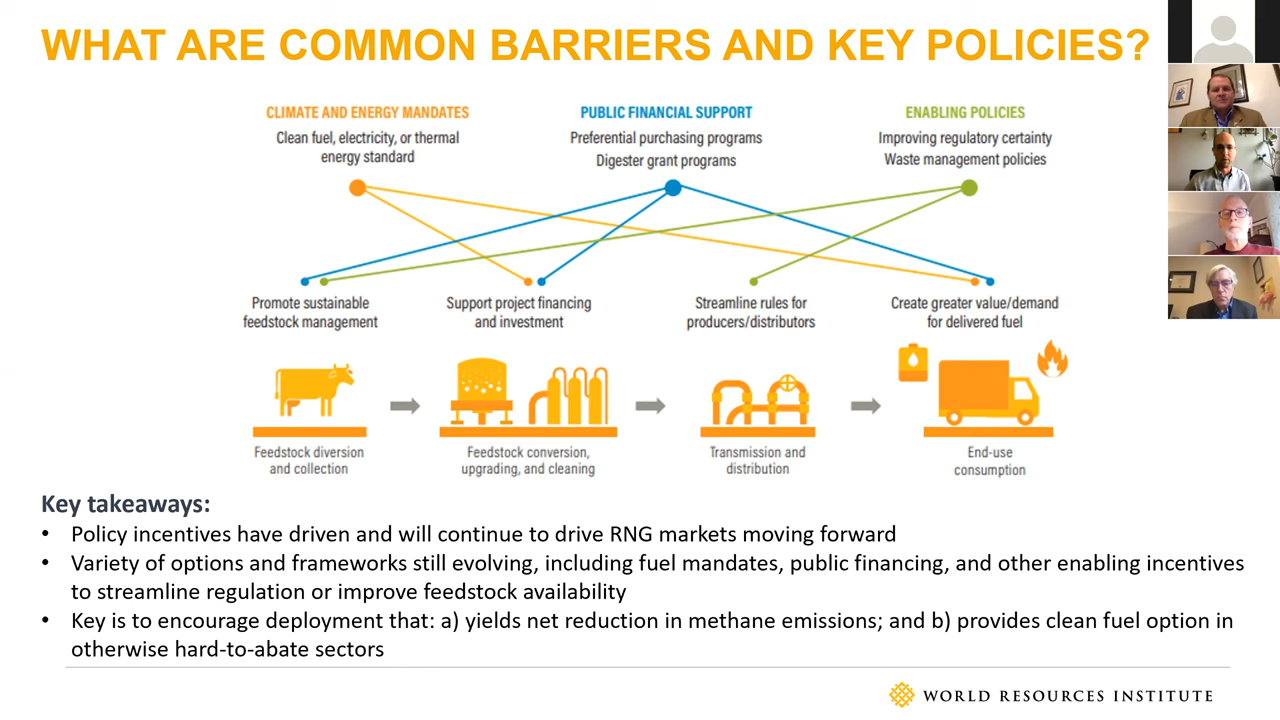 WHAT ARE COMMON BARRIERS AND KEY POLICIES?
CLIMATE AND ENERGY MANDATES
Clean fuel, electricity, or thermal
energy standard
PUBLIC FINANCIAL SUPPORT
Preferential purchasing programs
Digester grant programs
ENABLING POLICIES
Improving regulatory certainty
Waste management policies
Promote sustainable
feedstock management
Support project financing
and investment
Streamline rules for
producers/distributors
Create greater value/demand
for delivered fuel
Feedstock diversion
and collection
Feedstock conversion,
upgrading, and cleaning
Transmission and
distribution
End-use
consumption
Key takeaways:
• Policy incentives have driven and will continue to drive RNG markets moving forward
• Variety of options and frameworks still evolving, including fuel mandates, public financing, and other enabling incentives
to streamline regulation or improve feedstock availability
• Key is to encourage deployment that: a) yields net reduction in methane emissions; and b) provides clean fuel option in
otherwise hard-to-abate sectors
WORLD RESOURCES INSTITUTE